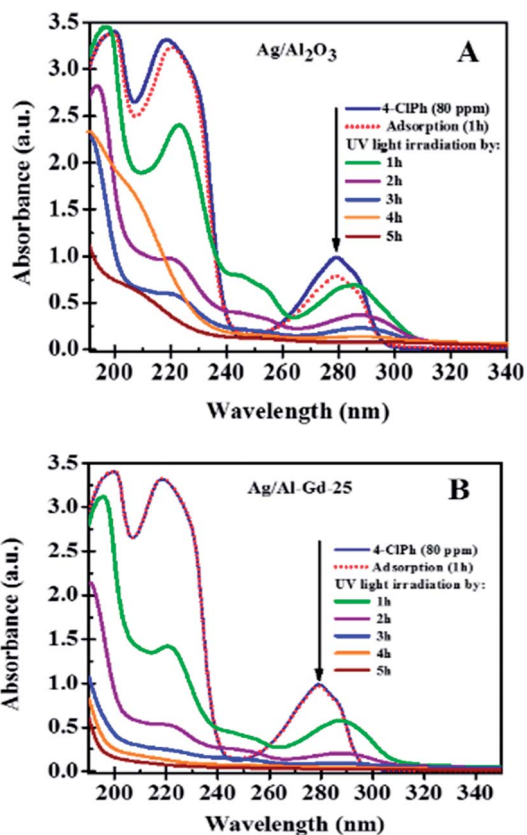 Ag/Al2O3
A
4-ClPh (80 ppm)
Adsorption (1h)
UV light irradiation by:
1h
2h
3h
4h
5h
Absorbance (a.u.)
3.5
3.0
2.5
2.0
1.5
1.0
0.5
0.0
200 220 240 260 280 300 320 340
Wavelength (nm)
Ag/Al-Gd-25
B
4-ClPh (80 ppm)
Adsorption (1h)
UV light irradiation by:
1h
2h
3h
4h
5h
Absorbance (a.u.)
3.5
3.0
2.5
2.0
1.5
1.0
0.5
0.0
200 220 240 260 280 300 320 340
Wavelength (nm)